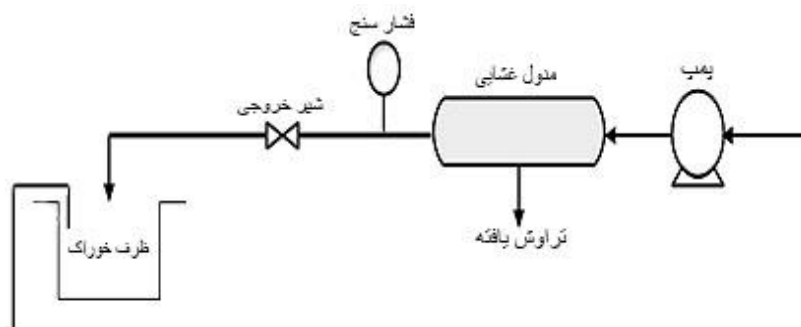 فشار سنج
پمپ
مدول غشایی
شیر خروجی
تراوش یافته
ظرف خوراک